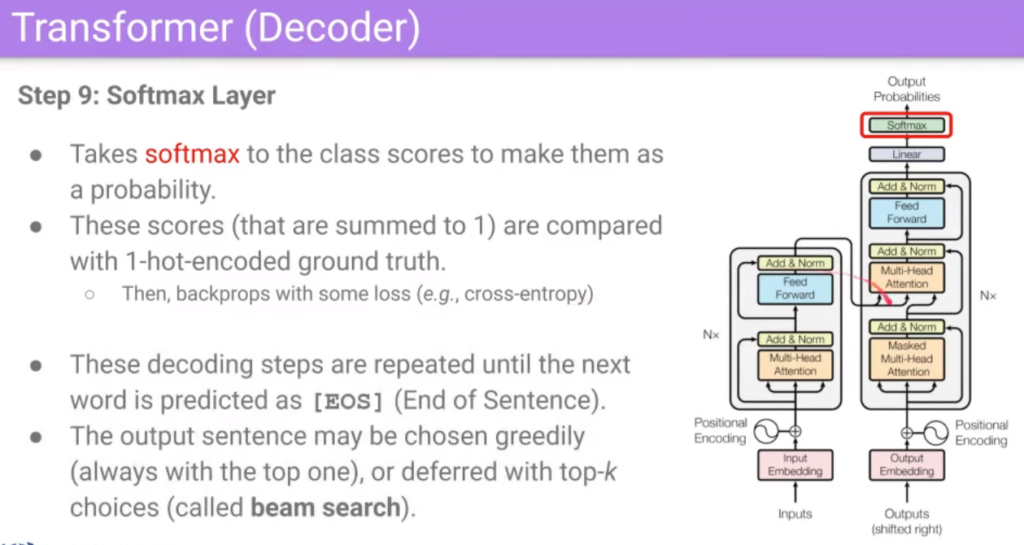 Transformer (Decoder)
Step 9: Softmax Layer
● Takes softmax to the class scores to make them as
a probability.
● These scores (that are summed to 1) are compared
with 1-hot-encoded ground truth.
○ Then, backprops with some loss (e.g., cross-entropy)
● These decoding steps are repeated until the next
word is predicted as [EOS] (End of Sentence).
● The output sentence may be chosen greedily
(always with the top one), or deferred with top-k
choices (called beam search).
Output
Probabilities
Softmax
Linear
Add & Norm
Feed
Forward
Add & Norm
Multi-Head
Attention
Nx
Add & Norm
Masked
Multi-Head
Attention
Positional
Encoding
Output
Embedding
Outputs
(shifted right)
Add & Norm
Feed
Forward
Nx
Add & Norm
Multi-Head
Attention
Positional
Encoding
Input
Embedding
Inputs